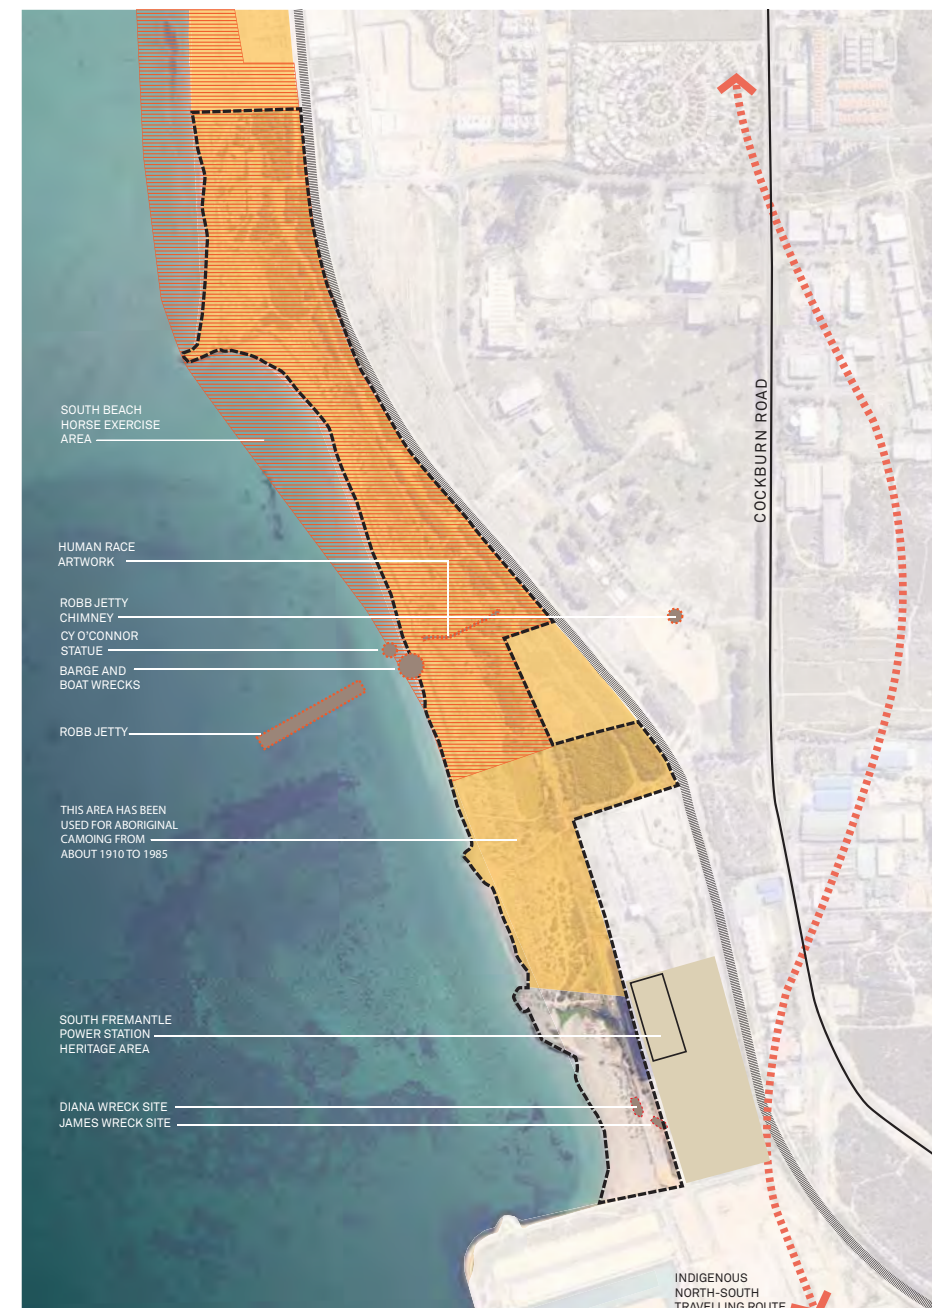 COCKBURN ROAD
SOUTH BEACH
HORSE EXERCISE
AREA
HUMAN RACE
ARTWORK
ROBB JETTY
CHIMNEY
CY O'CONNOR
STATUE
BARGE AND
BOAT WRECKS
ROBB JETTY
THIS AREA HAS BEEN
USED FOR ABORIGINAL
CAMOING FROM
ABOUT 1910 TO 1985
SOUTH FREMANTLE
POWER STATION
HERITAGE AREA
DIANA WRECK SITE
JAMES WRECK SITE
INDIGENOUS
NORTH-SOUTH
TRAVELLING ROUTE